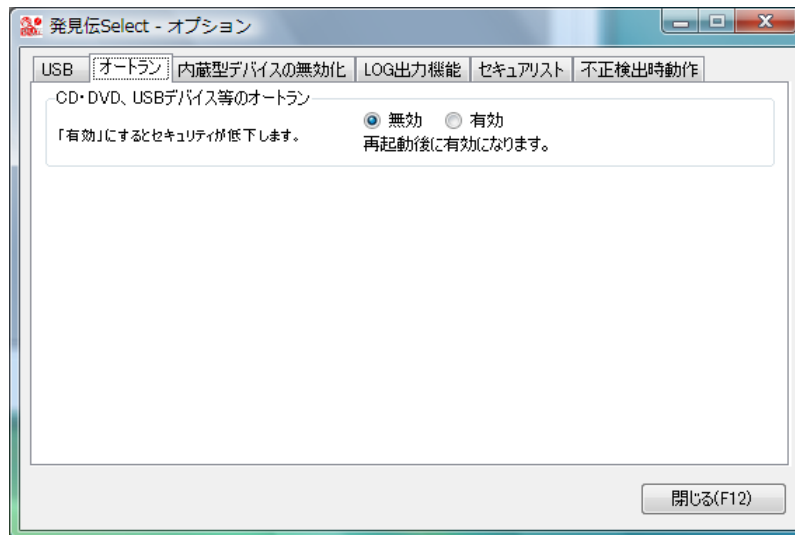 発見伝Select - オプション
USB オートラン 内蔵型デバイスの無効化 LOG出力機能 セキュアリスト 不正検出時動作
CD・DVD、USBデバイス等のオートラン
無効 有効
「有効」にするとセキュリティが低下します。
再起動後に有効になります。
閉じる(F12)